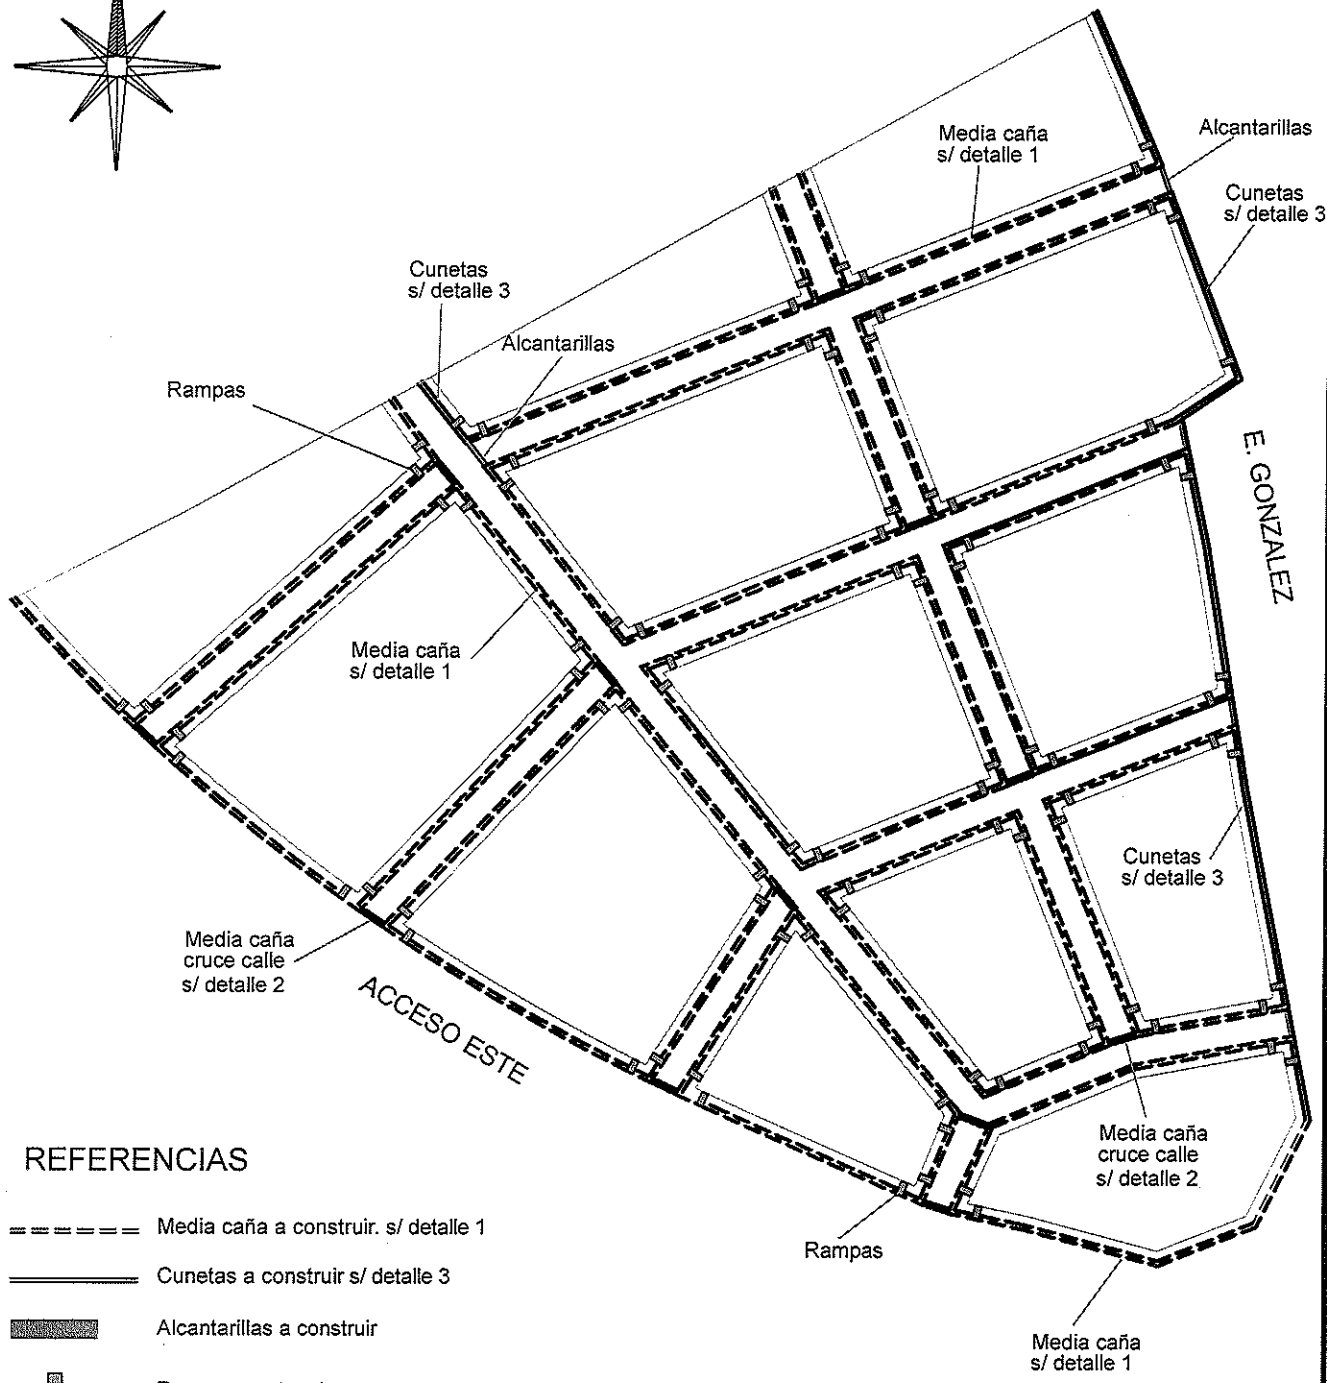 Media caña
s/ detalle 1
Alcantarillas
Cunetas
s/ detalle 3
Cunetas
s/ detalle 3
Alcantarillas
Rampas
E. GONZALEZ
Media caña
s/ detalle 1
Cunetas
s/ detalle 3
Media caña
cruce calle
s/ detalle 2
ACCESO ESTE
Media caña
cruce calle
s/ detalle 2
Rampas
Media caña
s/ detalle 1
REFERENCIAS
Media caña a construir. s/ detalle 1
Cunetas a construir s/ detalle 3
Alcantarillas a construir